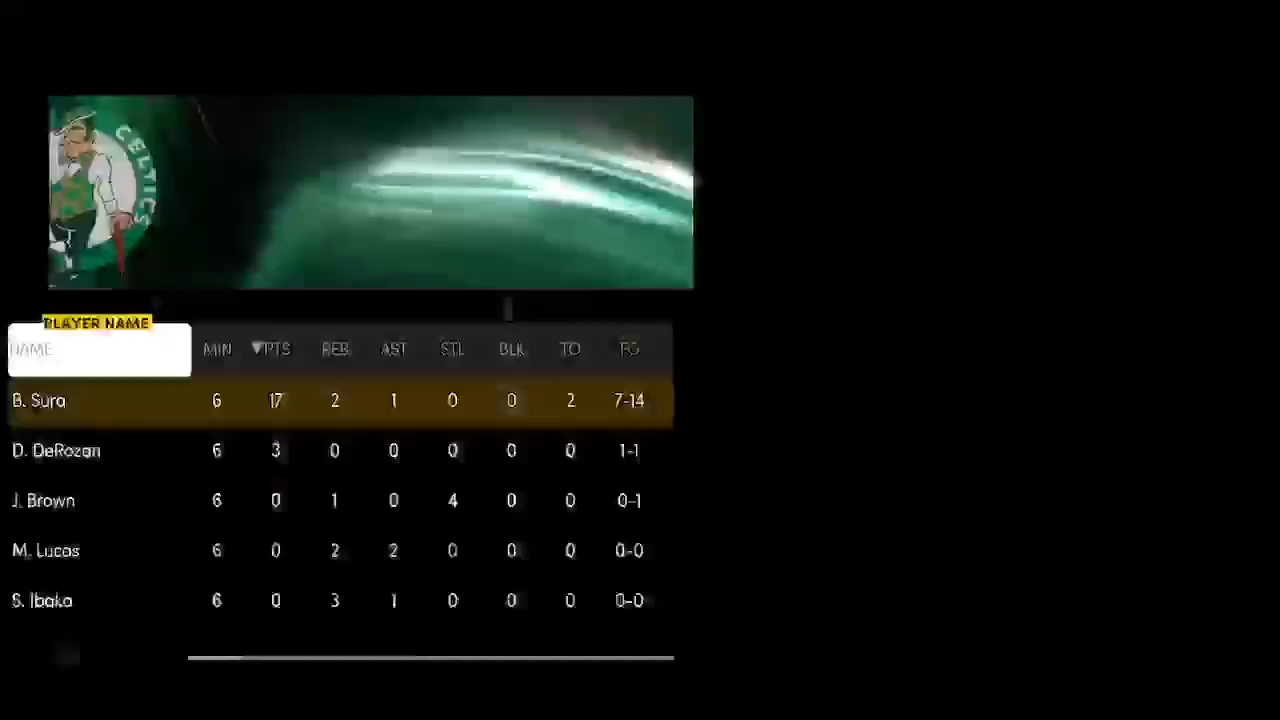 CELTICS
PLAYER NAME
NAME MIN ▼PTS REB AST STL BLK TO FG
B. Sura 6 17 2 1 0 0 2 7-14
D. DeRozan 6 3 0 0 0 0 0 1-1
J. Brown 6 0 1 0 4 0 0 0-1
M. Lucas 6 0 2 2 0 0 0 0-0
S. Ibaka 6 0 3 1 0 0 0 0-0